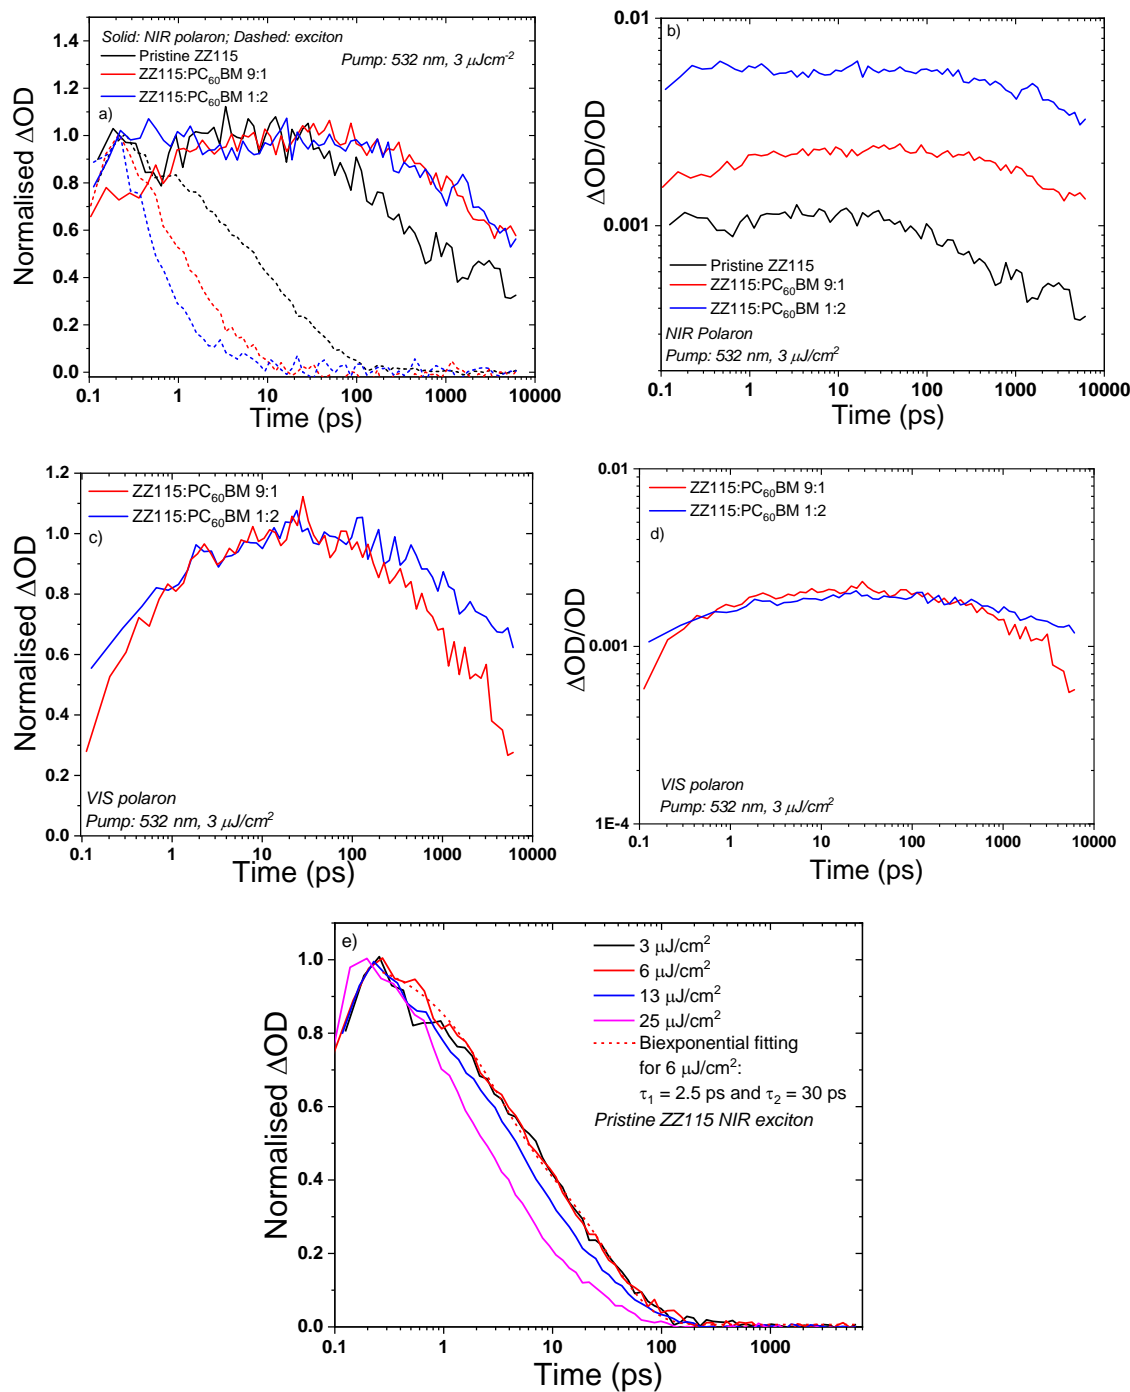 Solid: NIR polaron; Dashed: exciton
Pristine ZZ115
Pump: 532 nm, 3 μJcm⁻²
ZZ115:PC₆₀BM 9:1
ZZ115:PC₆₀BM 1:2
a)
1.4
1.2
1.0
0.8
0.6
0.4
0.2
0.0
Normalised ΔOD
0.1
1
10
100
1000
10000
Time (ps)
b)
0.01
0.001
ΔOD/OD
Pristine ZZ115
ZZ115:PC₆₀BM 9:1
ZZ115:PC₆₀BM 1:2
NIR Polaron
Pump: 532 nm, 3 μJ/cm²
0.1
1
10
100
1000
10000
Time (ps)
ZZ115:PC₆₀BM 9:1
ZZ115:PC₆₀BM 1:2
c)
1.2
1.0
0.8
0.6
0.4
0.2
0.0
Normalised ΔOD
VIS polaron
Pump: 532 nm, 3 μJ/cm²
0.1
1
10
100
1000
10000
Time (ps)
ZZ115:PC₆₀BM 9:1
ZZ115:PC₆₀BM 1:2
d)
0.01
0.001
1E-4
ΔOD/OD
VIS polaron
Pump: 532 nm, 3 μJ/cm²
0.1
1
10
100
1000
10000
Time (ps)
e)
3 μJ/cm²
6 μJ/cm²
13 μJ/cm²
25 μJ/cm²
Biexponential fitting
for 6 μJ/cm²:
τ₁ = 2.5 ps and τ₂ = 30 ps
Pristine ZZ115 NIR exciton
1.0
0.8
0.6
0.4
0.2
0.0
Normalised ΔOD
0.1
1
10
100
1000
Time (ps)